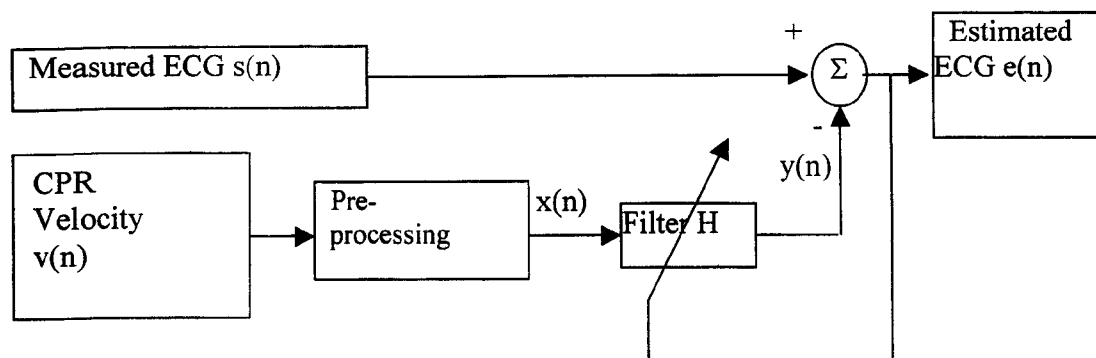 Measured ECG s(n)
+
Σ
Estimated
ECG e(n)
-
y(n)
CPR
Velocity
v(n)
Pre-
processing
x(n)
Filter H